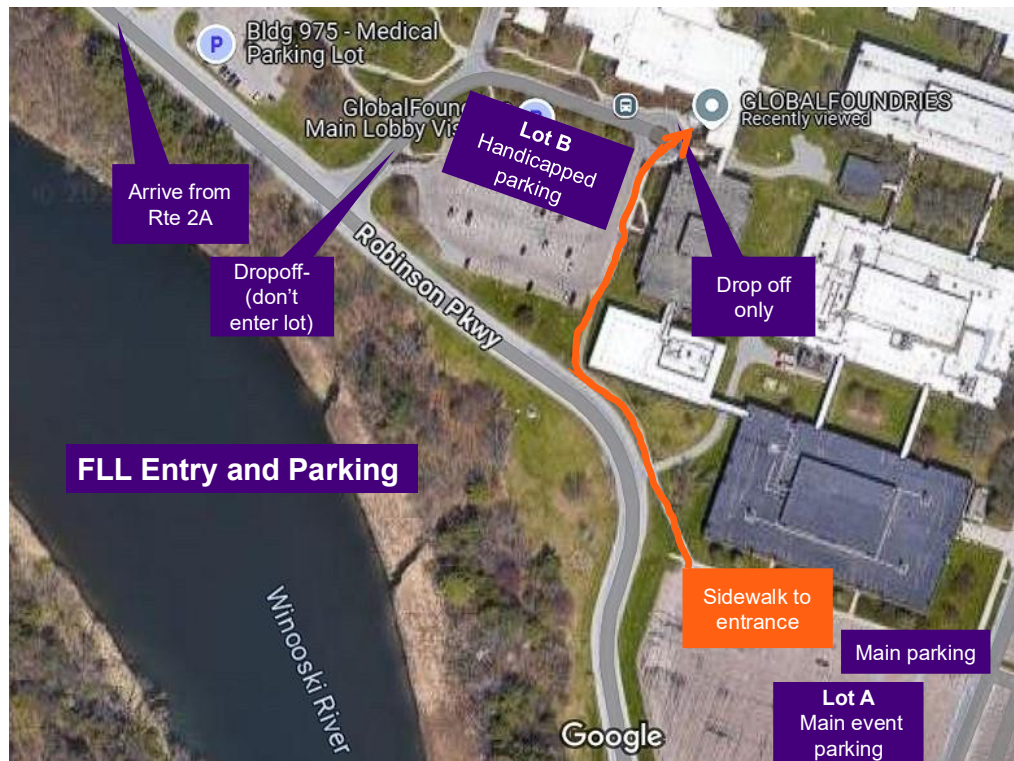 Bldg 975 - Medical
Parking Lot
P
GlobalFoun
Main Lobby Vis
GLOBALFOUNDRIES
Recently viewed
Lot B
Handicapped
parking
Arrive from
Rte 2A
Dropoff-
(don’t
enter lot)
Robinson Pkwy
Drop off
only
FLL Entry and Parking
Winooski River
Sidewalk to
entrance
Main parking
Lot A
Main event
parking
Google